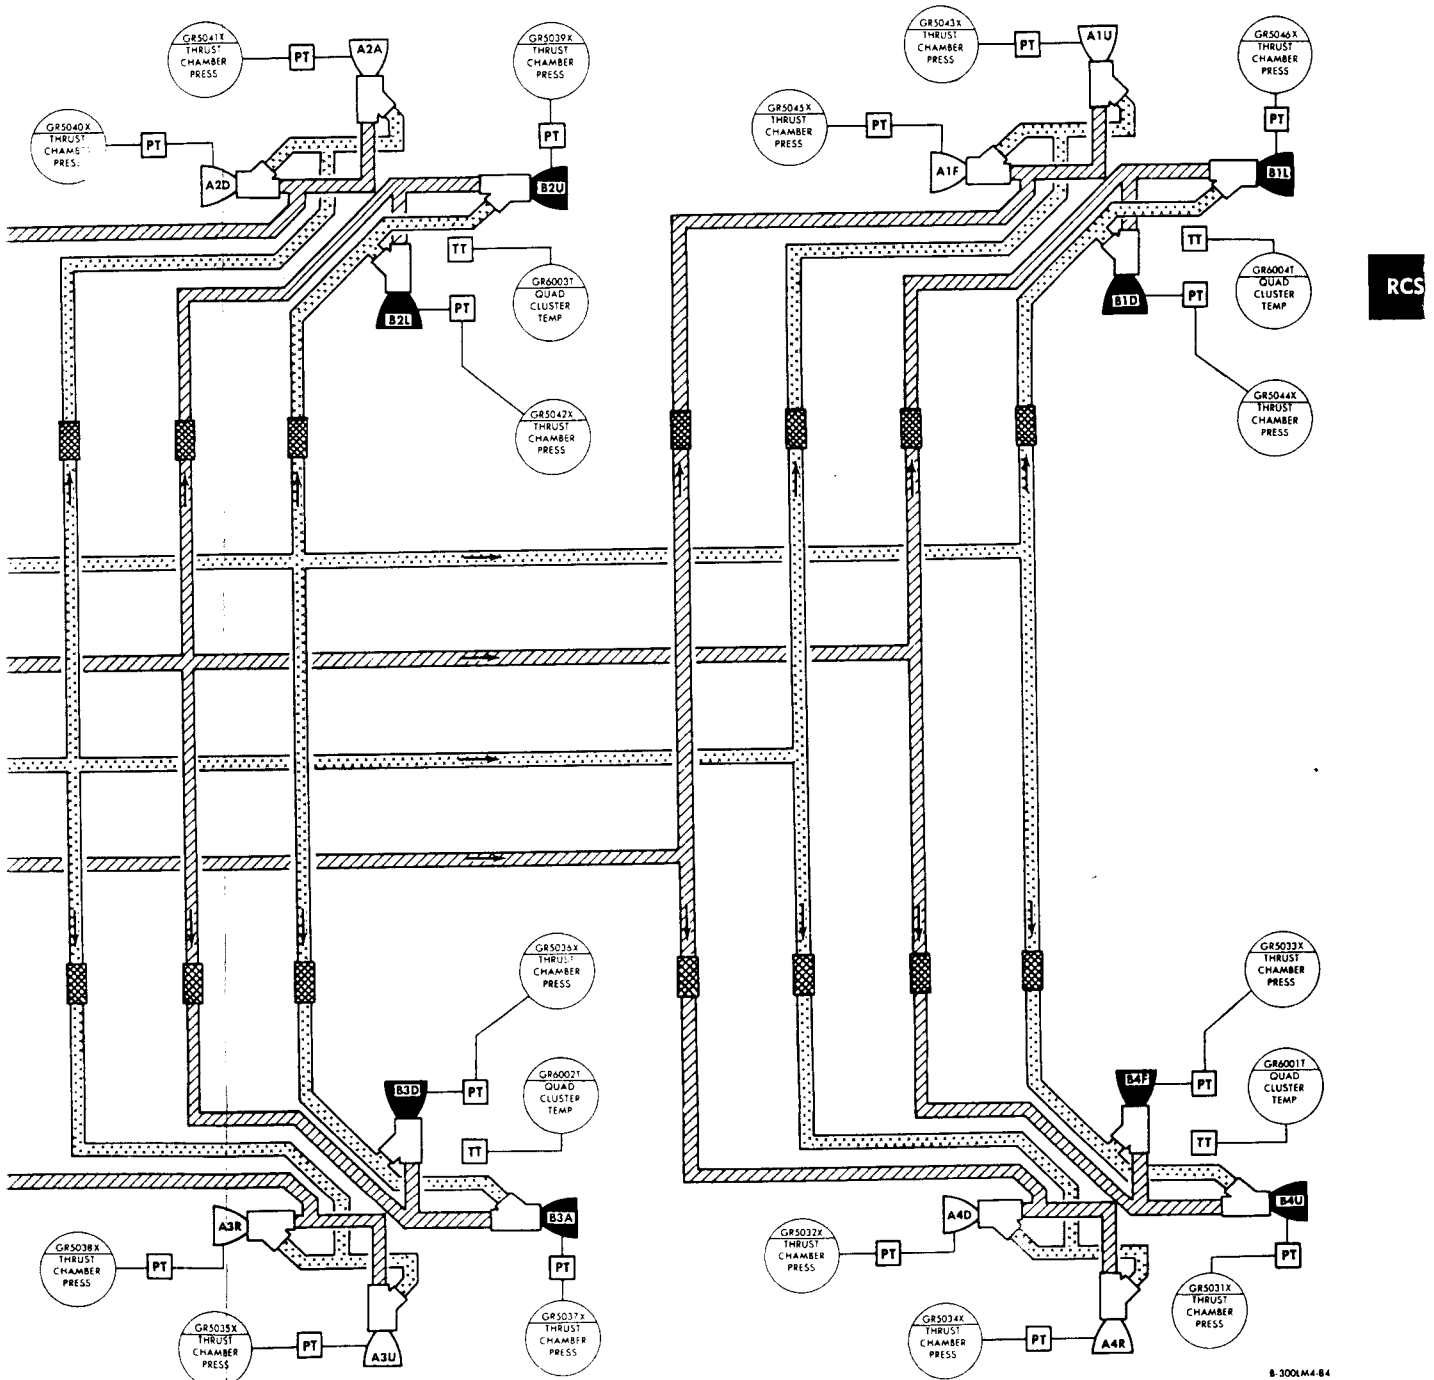 GR5041X
THRUST
CHAMBER
PRESS
PT
A2A
GR5039X
THRUST
CHAMBER
PRESS
PT
GR5040X
THRUST
PT
A2D
B2U
TT
GR6003T
QUAD
CLUSTER
TEMP
B2L
PT
GR5042X
THRUST
CHAMBER
PRESS
GR5043X
THRUST
CHAMBER
PRESS
PT
A1U
GR5046X
THRUST
CHAMBER
PRESS
PT
GR5045X
THRUST
CHAMBER
PRESS
PT
A1F
B1L
TT
GR6004T
QUAD
CLUSTER
TEMP
B1D
PT
GR5044X
THRUST
CHAMBER
PRESS
RCS
GR5036X
THRUST
CHAMBER
PRESS
B3D
PT
GR6002T
QUAD
CLUSTER
TEMP
TT
A3R
B3A
GR5038X
THRUST
CHAMBER
PRESS
PT
PT
GR5035X
THRUST
CHAMBER
PRESS
PT
A3U
GR5037X
THRUST
CHAMBER
PRESS
GR5033X
THRUST
CHAMBER
PRESS
B4F
PT
GR6001T
QUAD
CLUSTER
TEMP
TT
A4D
B4U
GR5032X
THRUST
CHAMBER
PRESS
PT
PT
GR5031X
THRUST
CHAMBER
PRESS
GR5034X
THRUST
CHAMBER
PRESS
PT
A4R
B-300LM4-84